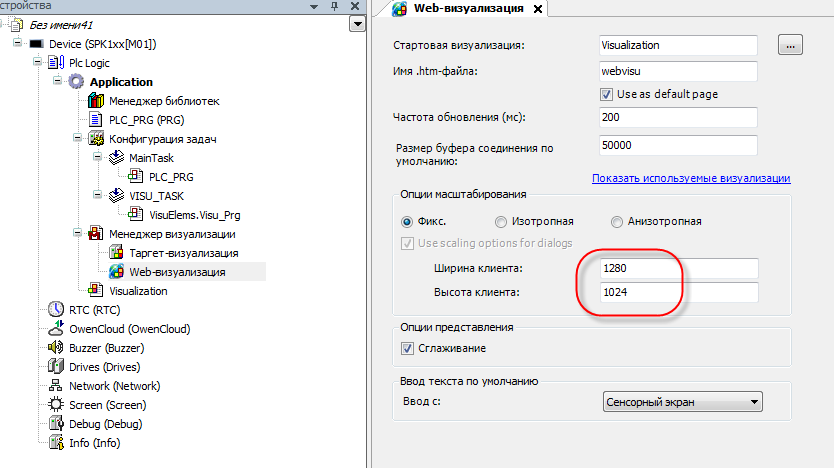 стройства
Без имени41
Device (SPK1xx[M01])
Plc Logic
Application
Менеджер библиотек
PLC_PRG (PRG)
Конфигурация задач
MainTask
PLC_PRG
VISU_TASK
VisuElems.Visu_Prg
Менеджер визуализации
Таргет-визуализация
Web-визуализация
Visualization
RTC (RTC)
OwenCloud (OwenCloud)
Buzzer (Buzzer)
Drives (Drives)
Network (Network)
Screen (Screen)
Debug (Debug)
Info (Info)
Web-визуализация
Стартовая визуализация: Visualization ...
Имя .htm-файла: webvisu
Use as default page
Частота обновления (мс): 200
Размер буфера соединения по 50000
умолчанию:
Показать используемые визуализации
Опции масштабирования
Фикс. Изотропная Анизотропная
Use scaling options for dialogs
Ширина клиента: 1280
Высота клиента: 1024
Опции представления
Сглаживание
Ввод текста по умолчанию
Ввод с: Сенсорный экран